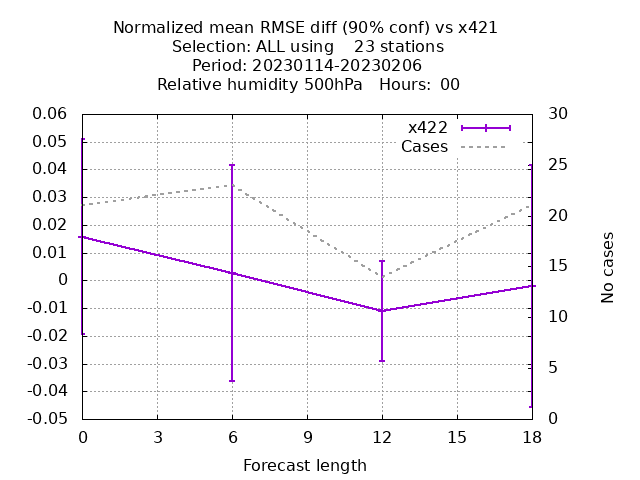 Normalized mean RMSE diff (90% conf) vs x421
Selection: ALL using    23 stations
Period: 20230114-20230206
Relative humidity 500hPa   Hours: 00
x422
Cases
0.06
0.05
0.04
0.03
0.02
0.01
0
-0.01
-0.02
-0.03
-0.04
-0.05
30
25
20
15
10
5
0
No cases
0 3 6 9 12 15 18
Forecast length